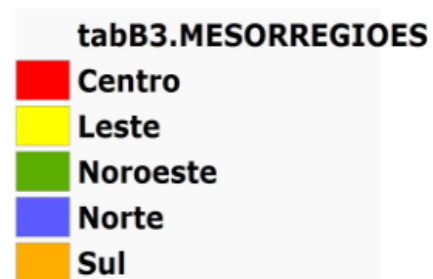 tabB3.MESORREGIOES
Centro
Leste
Noroeste
Norte
Sul